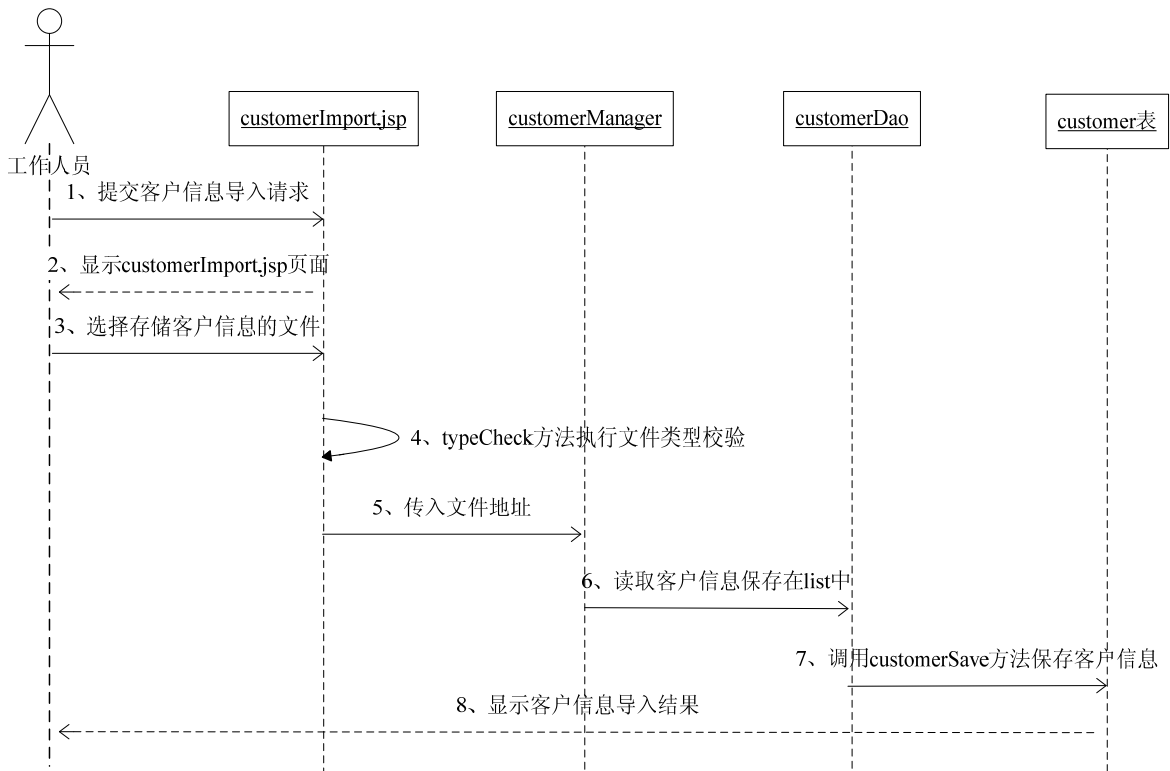 customerImport.jsp
customerManager
customerDao
customer表
工作人员
1、提交客户信息导入请求
2、显示customerImport.jsp页面
3、选择存储客户信息的文件
4、typeCheck方法执行文件类型校验
5、传入文件地址
6、读取客户信息保存在list中
7、调用customerSave方法保存客户信息
8、显示客户信息导入结果